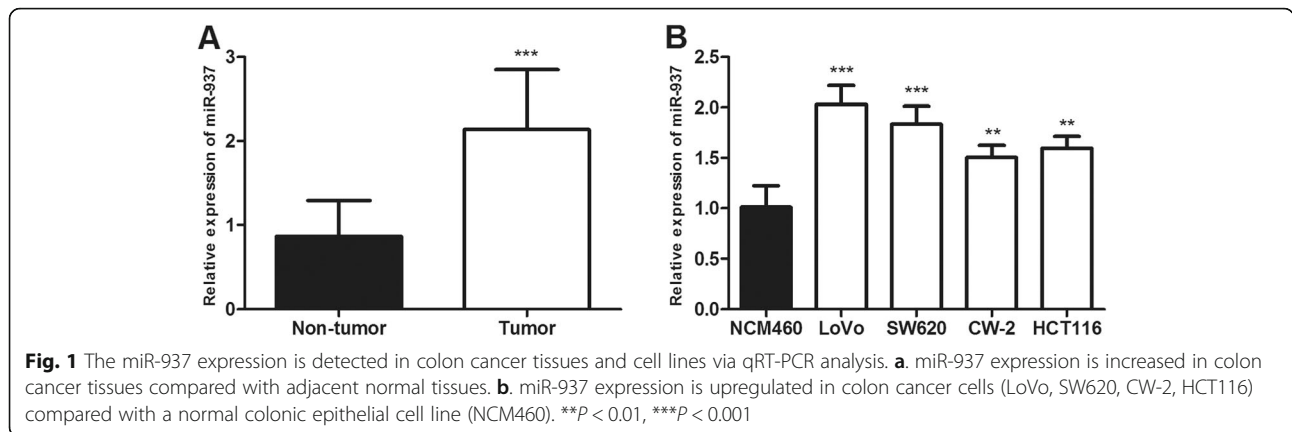 A
Relative expression of miR-937
3
2
1
0
***
Non-tumor
Tumor
B
Relative expression of miR-937
2.5
2.0
1.5
1.0
0.5
0.0
***
***
**
**
NCM460
LoVo
SW620
CW-2
HCT116
Fig. 1 The miR-937 expression is detected in colon cancer tissues and cell lines via qRT-PCR analysis. a. miR-937 expression is increased in colon
cancer tissues compared with adjacent normal tissues. b. miR-937 expression is upregulated in colon cancer cells (LoVo, SW620, CW-2, HCT116)
compared with a normal colonic epithelial cell line (NCM460). **P < 0.01, ***P < 0.001